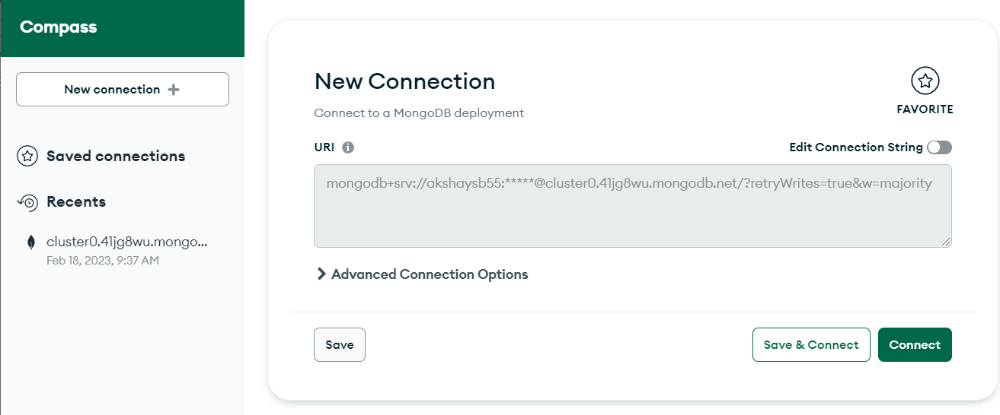 Compass
New connection
Saved connections
Recents
cluster0.41jg8wu.mongo...
Feb 18, 2023, 9:37 AM
New Connection
Connect to a MongoDB deployment
FAVORITE
URI
Edit Connection String
mongodb+srv://akshaysb55:*****@cluster0.41jg8wu.mongodb.net/?retryWrites=true&w=majority
Advanced Connection Options
Save
Save & Connect
Connect